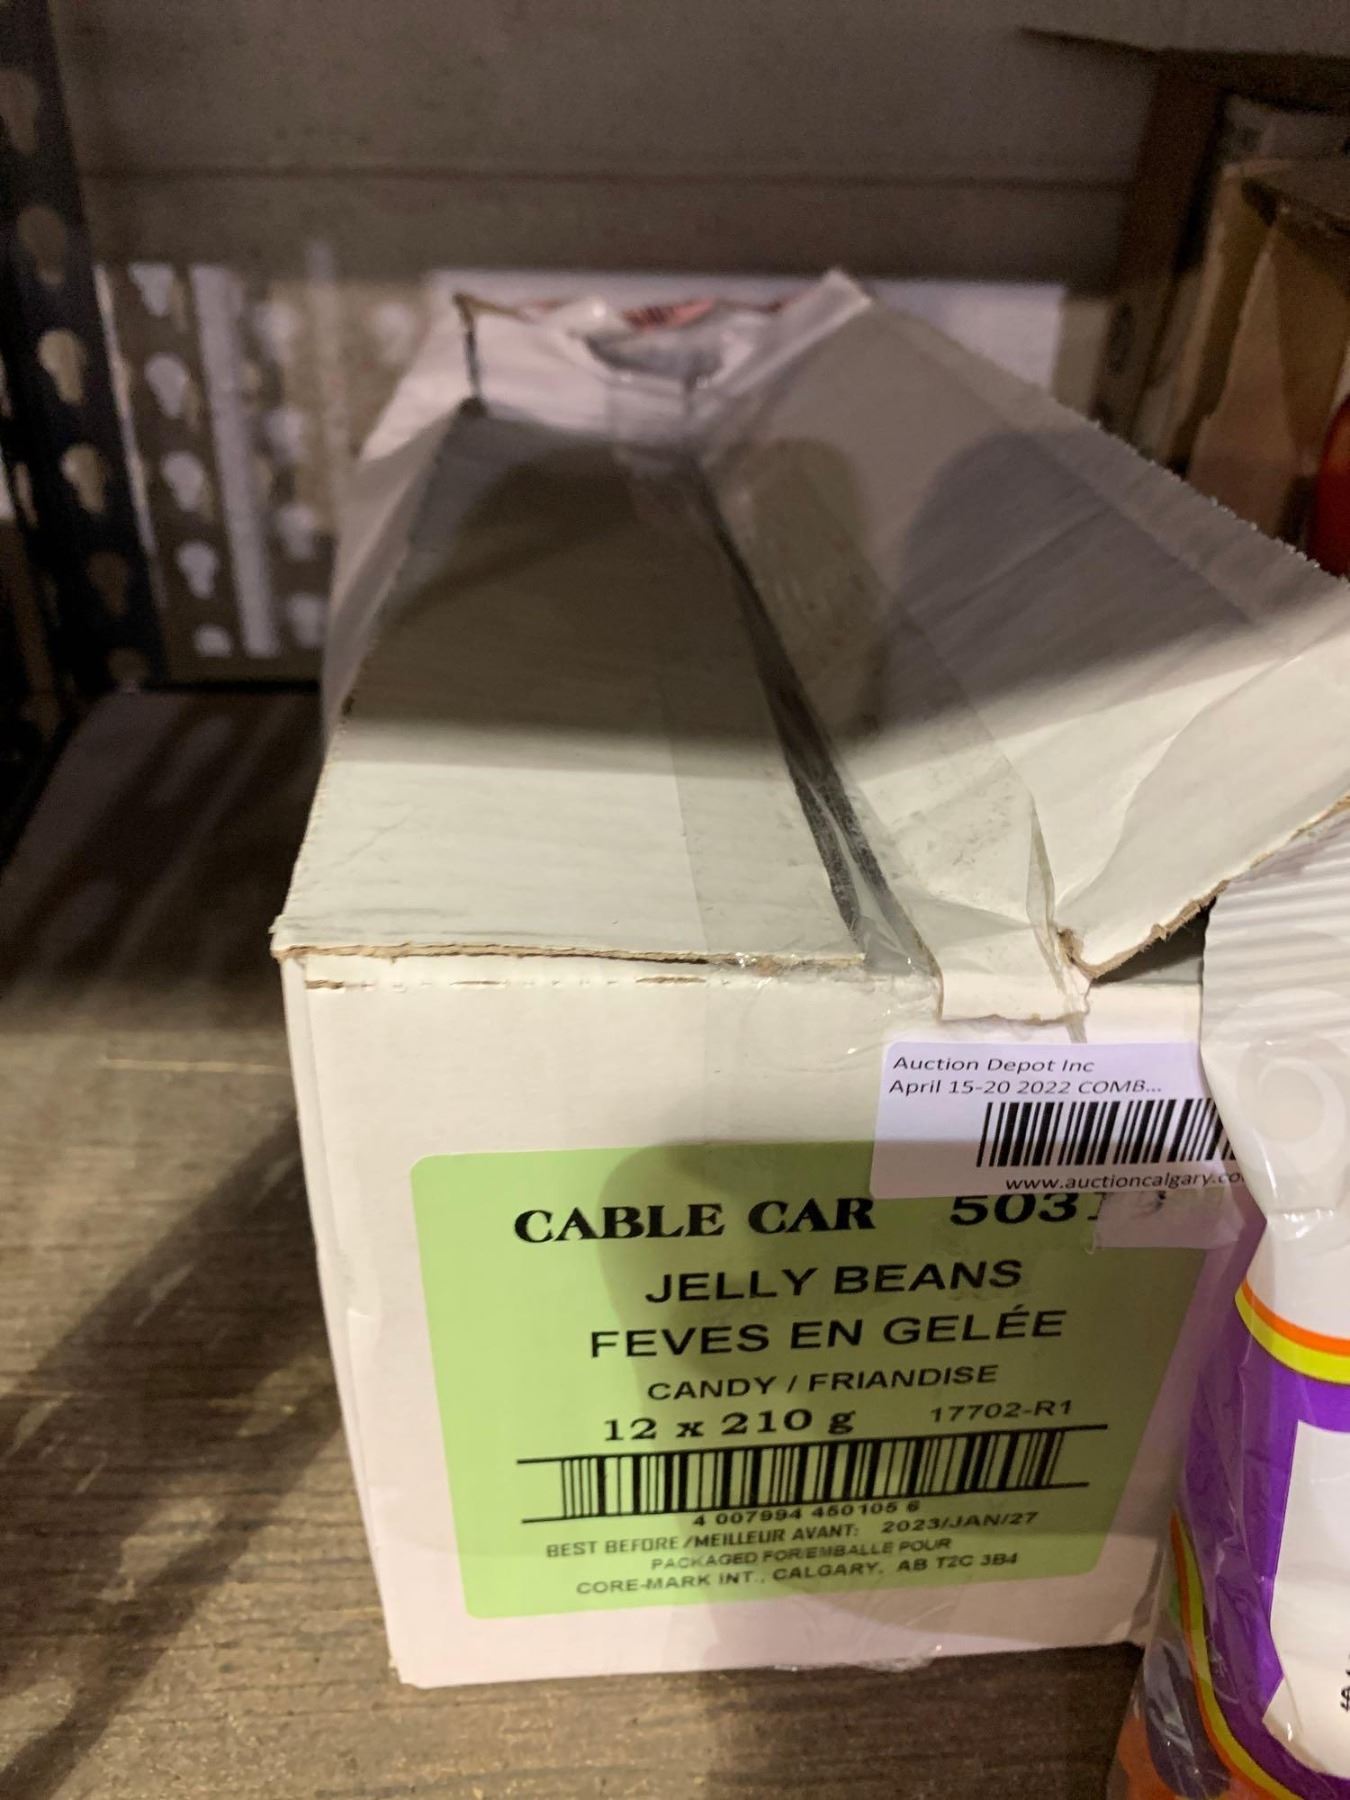 Auction Depot Inc
April 15-20 2022 COMB...
www.auctioncalgary.co
CABLE CAR 503
JELLY BEANS
FEVES EN GELÉE
CANDY / FRIANDISE
12 x 210 g 17702-R1
4 007994 450105 6
BEST BEFORE /MEILLEUR AVANT: 2023/JAN/27
PACKAGED FOR/EMBALLE POUR
CORE-MARK INT., CALGARY, AB T2C 3B4